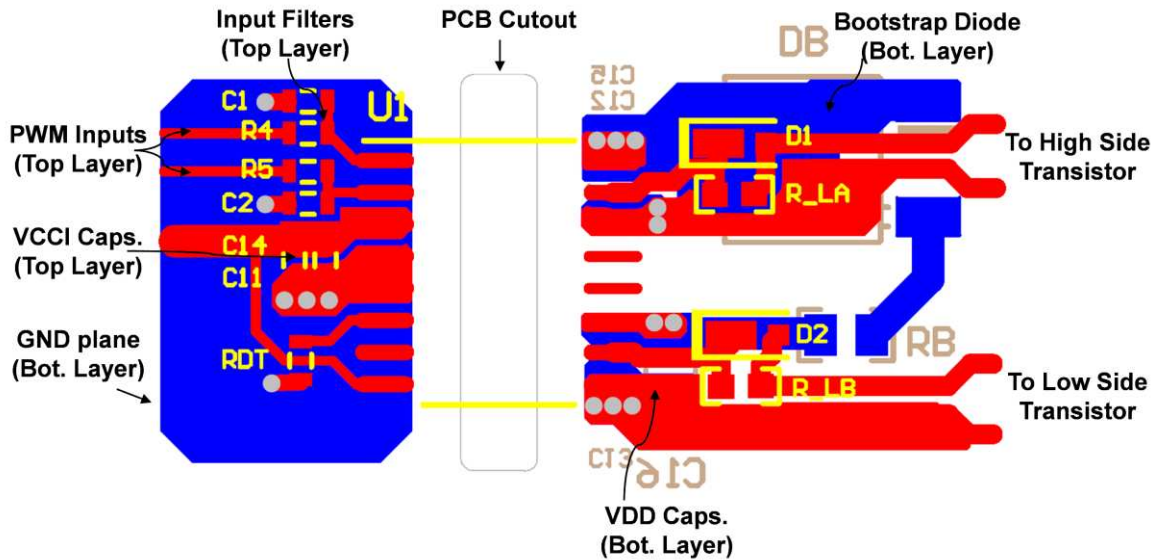 Input Filters
(Top Layer)
PCB Cutout
Bootstrap Diode
(Bot. Layer)
DB
C15
C12
C1
U1
PWM Inputs
(Top Layer)
R4
R5
C2
D1
To High Side
Transistor
R_LA
VCCI Caps.
(Top Layer)
C14
C11
GND plane
(Bot. Layer)
RDT
D2
RB
R_LB
To Low Side
Transistor
C13
C16
VDD Caps.
(Bot. Layer)